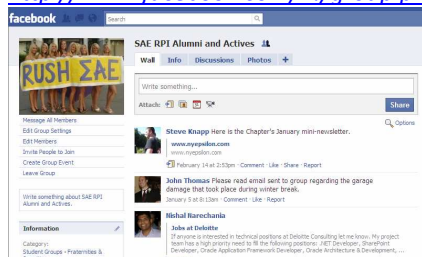 facebook
Search
RUSH ΣAE
SAE RPI Alumni and Actives
Wall Info Discussions Photos +
Write something...
Attach:
Share
Options
Message All Members
Edit Group Settings
Edit Members
Invite People to Join
Create Group Event
Leave Group
Write something about SAE RPI
Alumni and Actives.
Information
Category:
Student Groups - Fraternities &
Steve Knapp Here is the Chapter's January mini-newsletter.
www.nyepsilon.com
www.nyepsilon.com
February 14 at 2:53pm · Comment · Like · Share · Report
John Thomas Please read email sent to group regarding the garage
damage that took place during winter break.
January 5 at 8:13am · Comment · Like · Report
Nishal Narechania
Jobs at Deloitte
If anyone is interested in technical positions at Deloitte Consulting let me know. My project
team has a high priority need to fill the following positions: .NET Developer, SharePoint
Developer, Oracle Application Framework Developer, Oracle Architecture & Development, ...